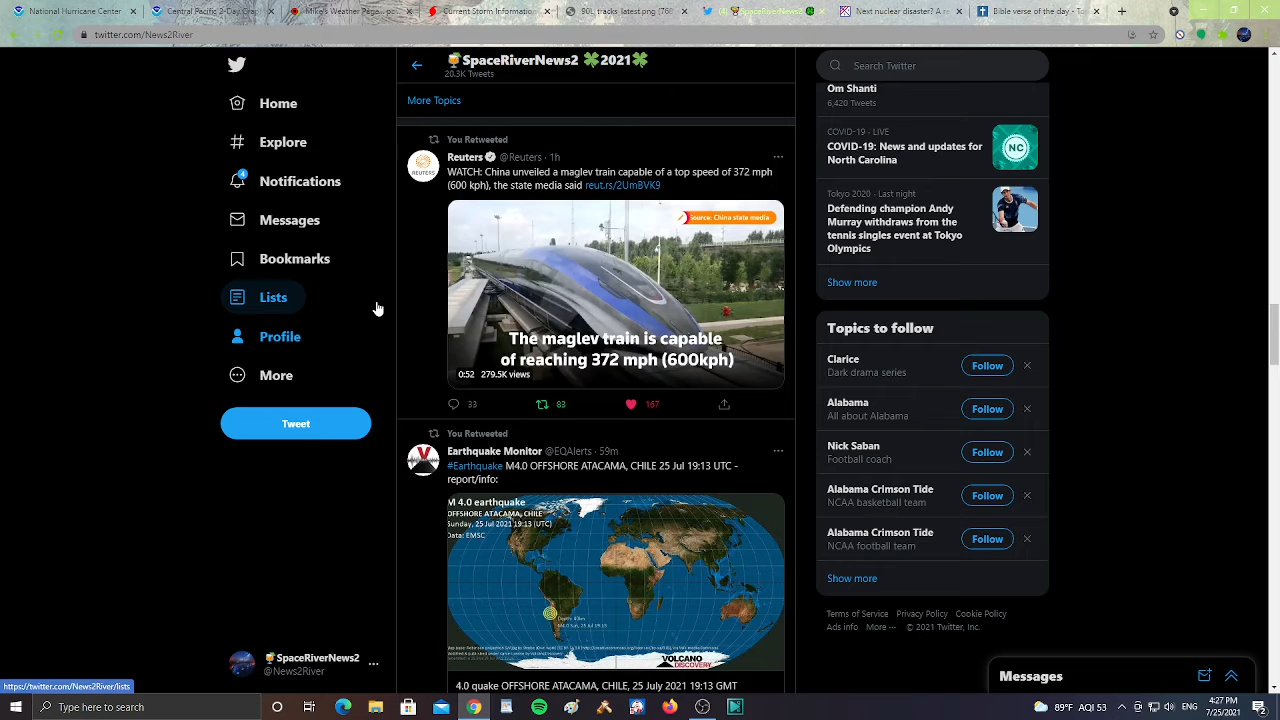 National Hurricane Center
Central Pacific 2-Day Graph
Mike's Weather P
Current Storm Information
90L latest.png (768
SpaceRiverNews2
Next nuclear disaster? A m
Bible verse of the day - To
twitter.com/News2River
SpaceRiverNews2 2021
20.3K Tweets
More Topics
Home
Explore
4
Notifications
Messages
Bookmarks
Lists
Profile
More
Tweet
SpaceRiverNews2
@News2River
You Retweeted
Reuters @Reuters · 1h
WATCH: China unveiled a maglev train capable of a top speed of 372 mph
(600 kph), the state media said reut.rs/2UmBVK9
REUTERS
Source: China state media
The maglev train is capable
of reaching 372 mph (600kph)
0:52 279.5K views
33 83 167
You Retweeted
Earthquake Monitor @EQAlerts · 59m
#Earthquake M4.0 OFFSHORE ATACAMA, CHILE 25 Jul 19:13 UTC -
report/info:
M 4.0 earthquake
OFFSHORE ATACAMA, CHILE
Sunday, 25 Jul 2021 19:13 (UTC)
Data: EMSC
VOLCANO
DISCOVERY
4.0 quake OFFSHORE ATACAMA, CHILE, 25 July 2021 19:13 GMT
Search Twitter
Om Shanti
6,420 Tweets
COVID-19 · LIVE
COVID-19: News and updates for
North Carolina
NC
Tokyo 2020 · Last night
Defending champion Andy
Murray withdraws from the
tennis singles event at Tokyo
Olympics
Show more
Topics to follow
Clarice
Dark drama series
Follow
Alabama
All about Alabama
Follow
Nick Saban
Football coach
Follow
Alabama Crimson Tide
NCAA basketball team
Follow
Alabama Crimson Tide
NCAA football team
Follow
Show more
Terms of Service Privacy Policy Cookie Policy
Ads info More ··· © 2021 Twitter, Inc.
Messages
https://twitter.com/News2River/lists
Type here to search
89°F AQI 43
ENG
4:27 PM
7/25/2021
2